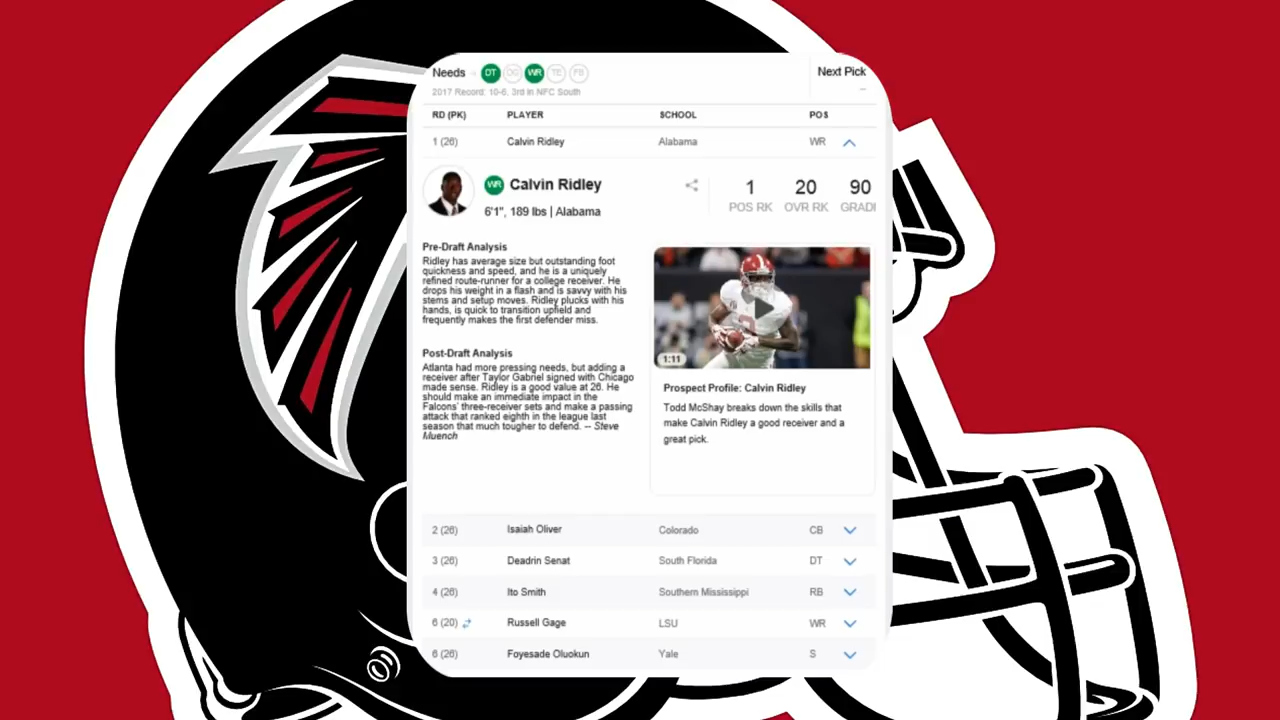 Needs DT OG WR TE FB
Next Pick
2017 Record: 10-6, 3rd in NFC South
--
RD (PK) PLAYER SCHOOL POS
1 (26) Calvin Ridley Alabama WR
WR Calvin Ridley
6'1", 189 lbs | Alabama
1 20 90
POS RK OVR RK GRADE
Pre-Draft Analysis
Ridley has average size but outstanding foot
quickness and speed, and he is a uniquely
refined route-runner for a college receiver. He
drops his weight in a flash and is savvy with his
stems and setup moves. Ridley plucks with his
hands, is quick to transition upfield and
frequently makes the first defender miss.
Post-Draft Analysis
Atlanta had more pressing needs, but adding a
receiver after Taylor Gabriel signed with Chicago
made sense. Ridley is a good value at 26. He
should make an immediate impact in the
Falcons' three-receiver sets and make a passing
attack that ranked eighth in the league last
season that much tougher to defend. -- Steve
Muench
1:11
Prospect Profile: Calvin Ridley
Todd McShay breaks down the skills that
make Calvin Ridley a good receiver and a
great pick.
2 (26) Isaiah Oliver Colorado CB
3 (26) Deadrin Senat South Florida DT
4 (26) Ito Smith Southern Mississippi RB
6 (20) Russell Gage LSU WR
6 (26) Foyesade Oluokun Yale S